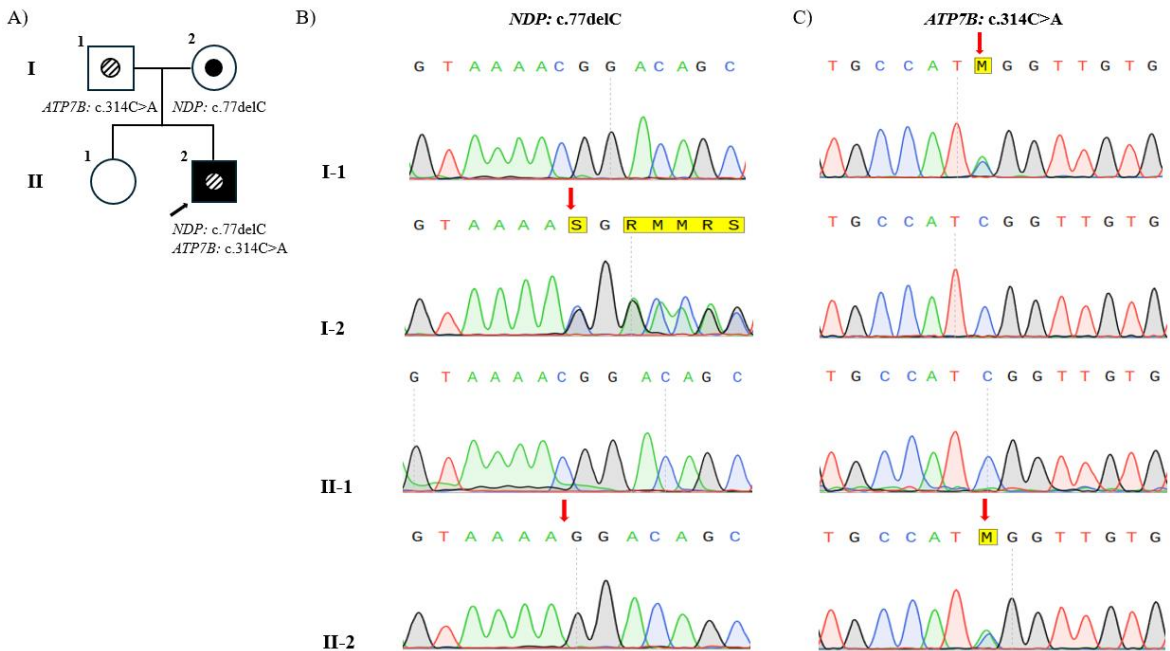 A)
1
2
I
ATP7B: c.314C>A
NDP: c.77delC
1
2
II
NDP: c.77delC
ATP7B: c.314C>A
B)
NDP: c.77delC
G T A A A A C G G A C A G C
I-1
G T A A A A S G R M M R S
I-2
G T A A A A C G G A C A G C
II-1
G T A A A A G G A C A G C
II-2
C)
ATP7B: c.314C>A
T G C C A T M G G T T G T G
T G C C A T C G G T T G T G
T G C C A T C G G T T G T G
T G C C A T M G G T T G T G